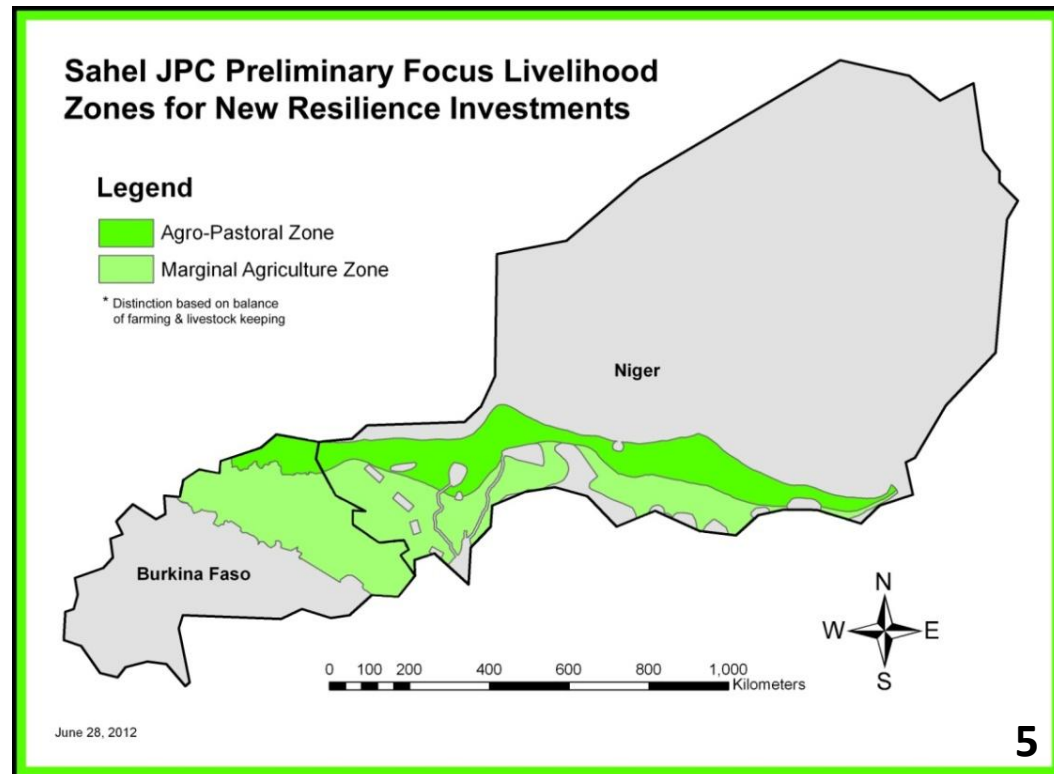 Sahel JPC Preliminary Focus Livelihood
Zones for New Resilience Investments
Legend
Agro-Pastoral Zone
Marginal Agriculture Zone
* Distinction based on balance
of farming & livestock keeping
Niger
Burkina Faso
N
W E
S
0 100 200 400 600 800 1,000
Kilometers
June 28, 2012
5